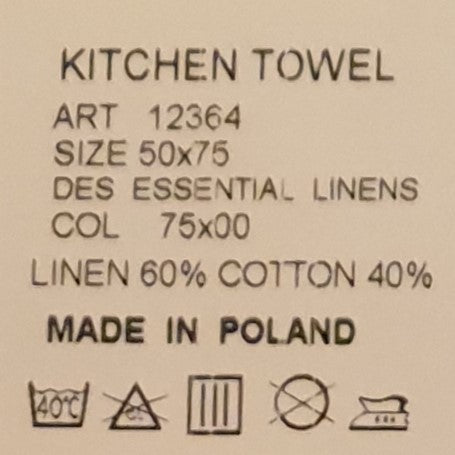 KITCHEN TOWEL
ART 12364
SIZE 50x75
DES ESSENTIAL LINENS
COL 75x00
LINEN 60% COTTON 40%
MADE IN POLAND
40°C